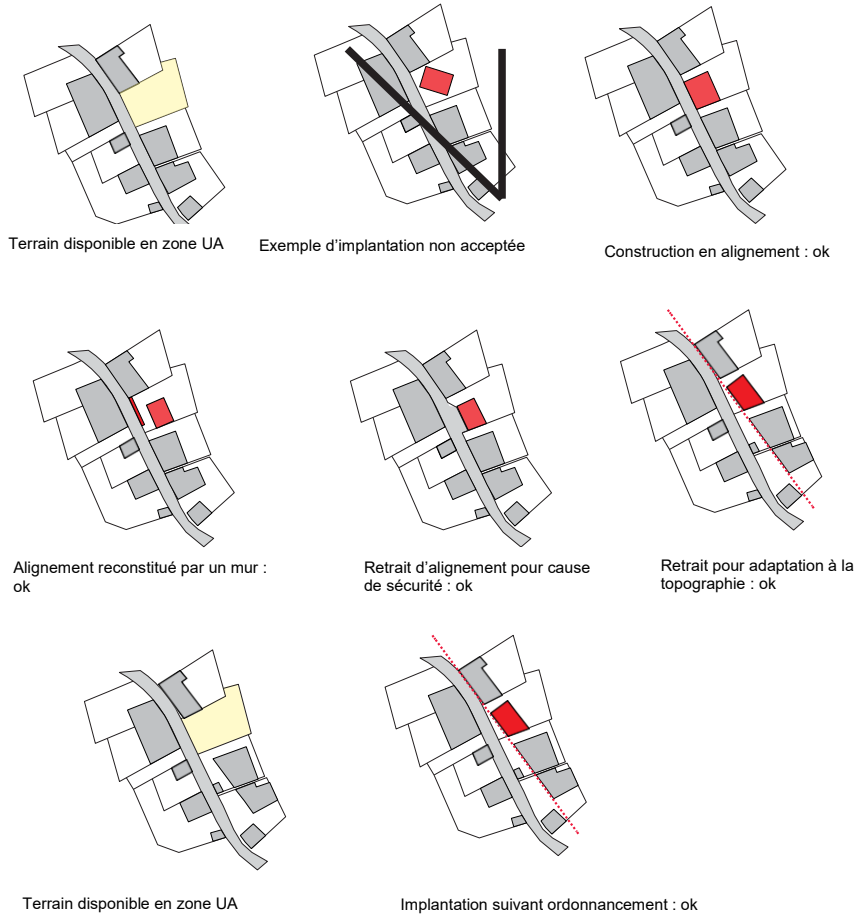 Terrain disponible en zone UA
Exemple d'implantation non acceptée
Construction en alignement : ok
Alignement reconstitué par un mur :
ok
Retrait d'alignement pour cause
de sécurité : ok
Retrait pour adaptation à la
topographie : ok
Terrain disponible en zone UA
Implantation suivant ordonnancement : ok